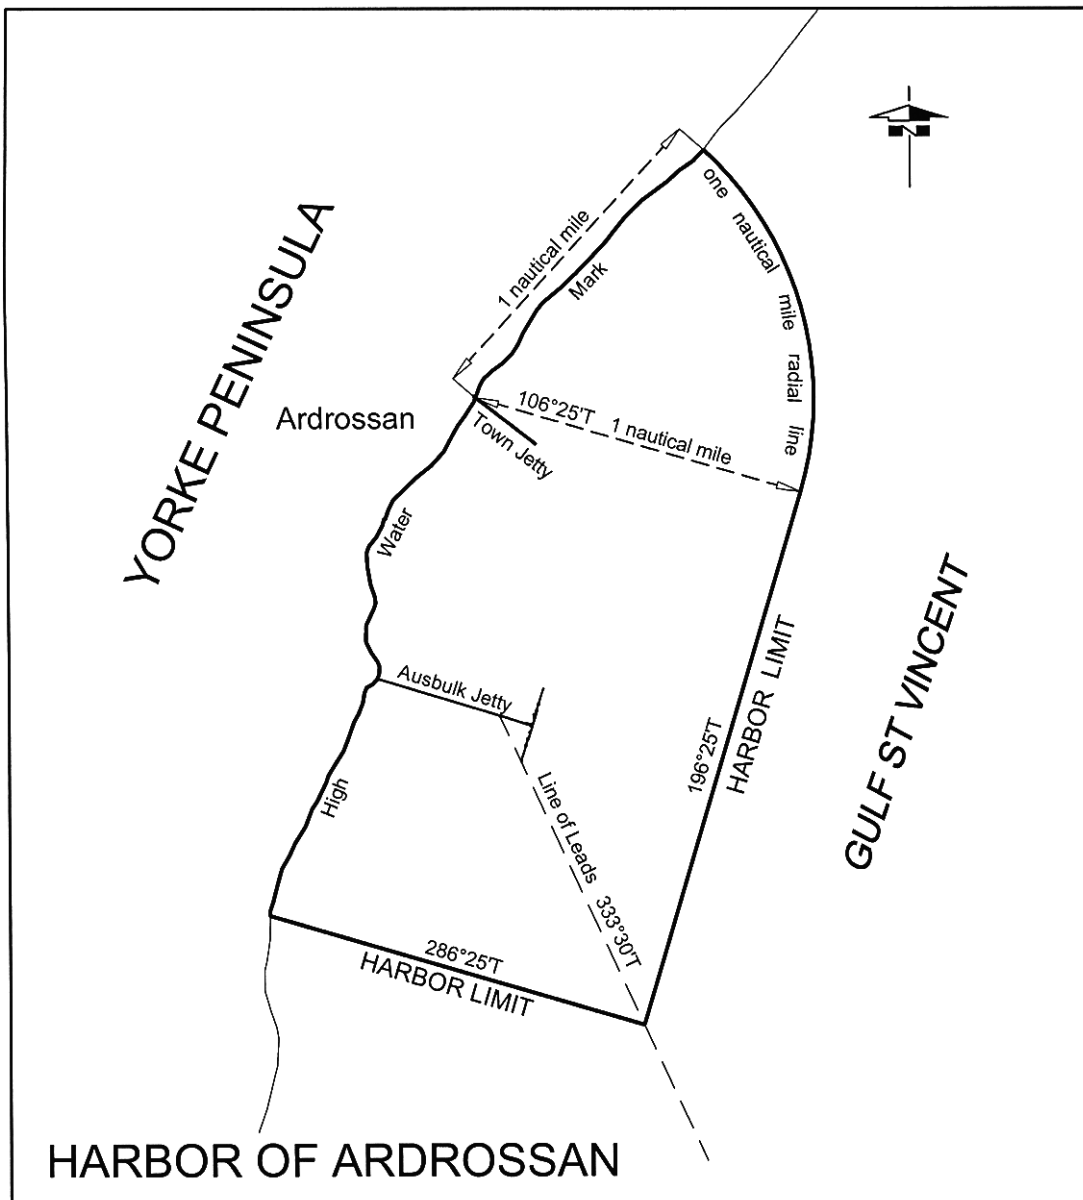 N
one nautical mile radial line
1 nautical mile
Mark
YORKE PENINSULA
Ardrossan
106°25'T 1 nautical mile
Town Jetty
Water
GULF ST VINCENT
Ausbulk Jetty
196°25'T
HARBOR LIMIT
High
Line of Leads 333°30'T
286°25'T
HARBOR LIMIT
HARBOR OF ARDROSSAN